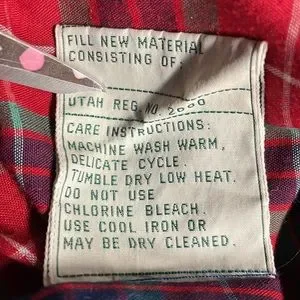 FILL NEW MATERIAL
CONSISTING OF:
UTAH REG. NO 2000
CARE INSTRUCTIONS:
MACHINE WASH WARM,
DELICATE CYCLE.
TUMBLE DRY LOW HEAT.
DO NOT USE
CHLORINE BLEACH.
USE COOL IRON OR
MAY BE DRY CLEANED.